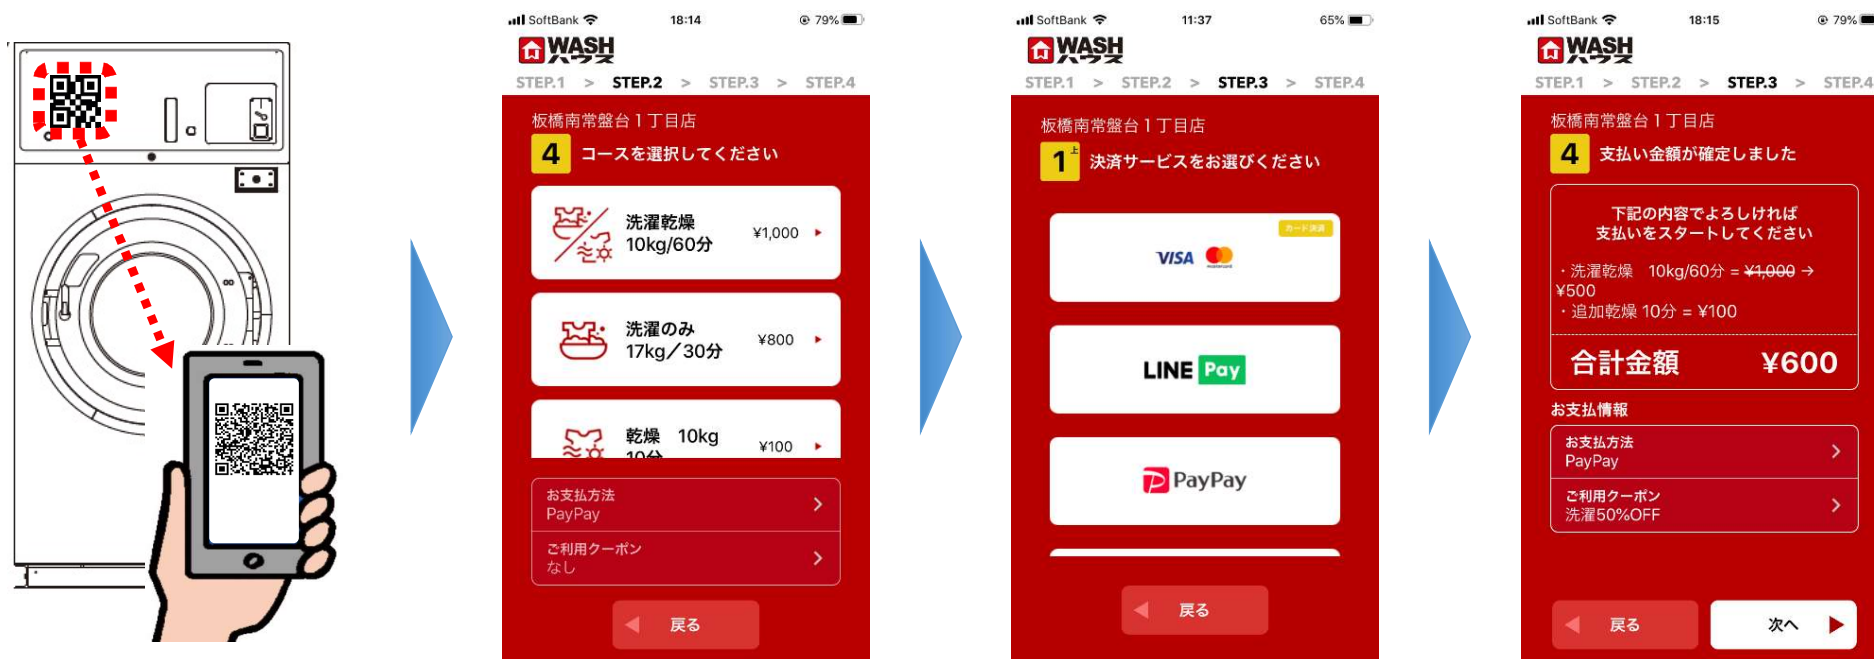 SoftBank 18:14 79%
WASH
ハウス
STEP.1 > STEP.2 > STEP.3 > STEP.4
板橋南常盤台1丁目店
4 コースを選択してください
洗濯乾燥
10kg/60分 ¥1,000
洗濯のみ
17kg/30分 ¥800
乾燥 10kg
10分 ¥100
お支払方法
PayPay
ご利用クーポン
なし
戻る
SoftBank 11:37 65%
WASH
ハウス
STEP.1 > STEP.2 > STEP.3 > STEP.4
板橋南常盤台1丁目店
1上 決済サービスをお選びください
カード決済
VISA mastercard
LINE Pay
PayPay
戻る
SoftBank 18:15 79%
WASH
ハウス
STEP.1 > STEP.2 > STEP.3 > STEP.4
板橋南常盤台1丁目店
4 支払い金額が確定しました
下記の内容でよろしければ
支払いをスタートしてください
・洗濯乾燥 10kg/60分 = ¥1,000 →
¥500
・追加乾燥 10分 = ¥100
合計金額 ¥600
お支払情報
お支払方法
PayPay
ご利用クーポン
洗濯50%OFF
戻る 次へ